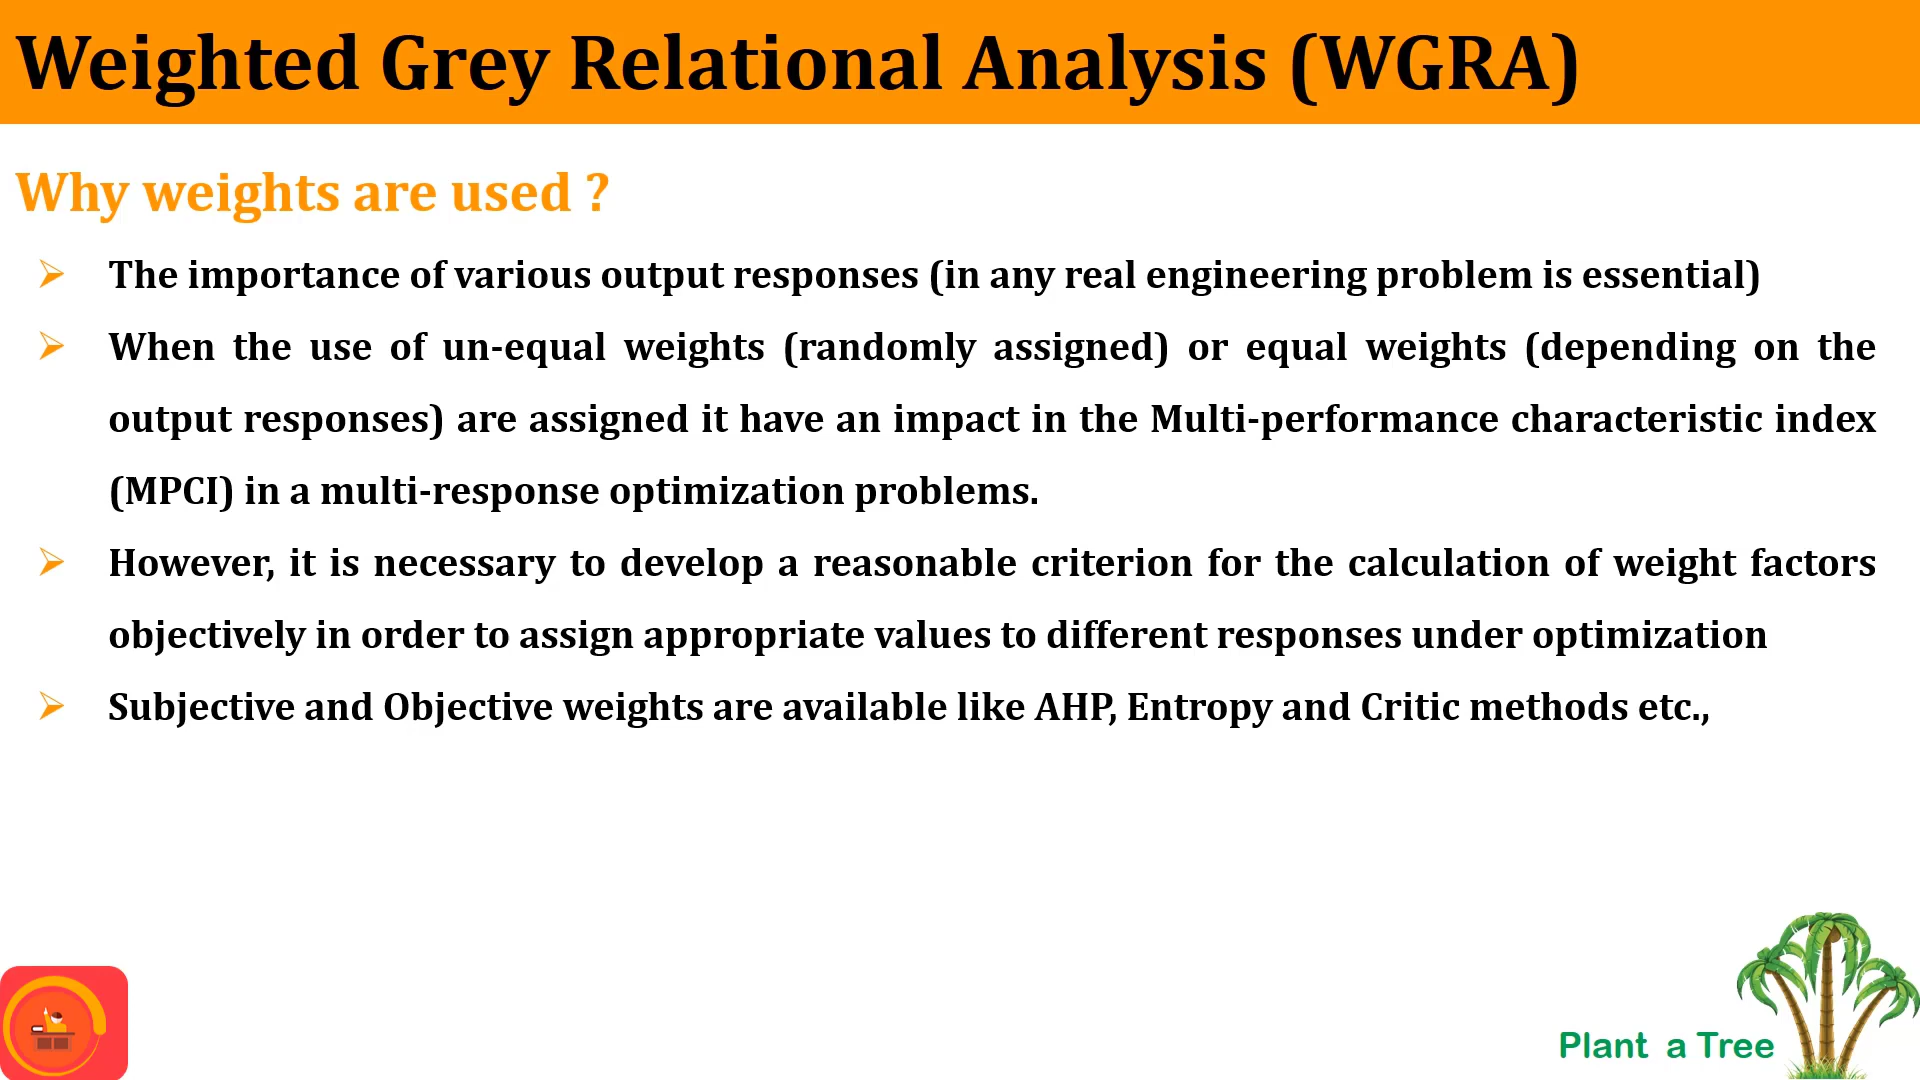 Weighted Grey Relational Analysis (WGRA)
Why weights are used ?
The importance of various output responses (in any real engineering problem is essential)
When the use of un-equal weights (randomly assigned) or equal weights (depending on the
output responses) are assigned it have an impact in the Multi-performance characteristic index
(MPCI) in a multi-response optimization problems.
However, it is necessary to develop a reasonable criterion for the calculation of weight factors
objectively in order to assign appropriate values to different responses under optimization
Subjective and Objective weights are available like AHP, Entropy and Critic methods etc.,
Plant a Tree